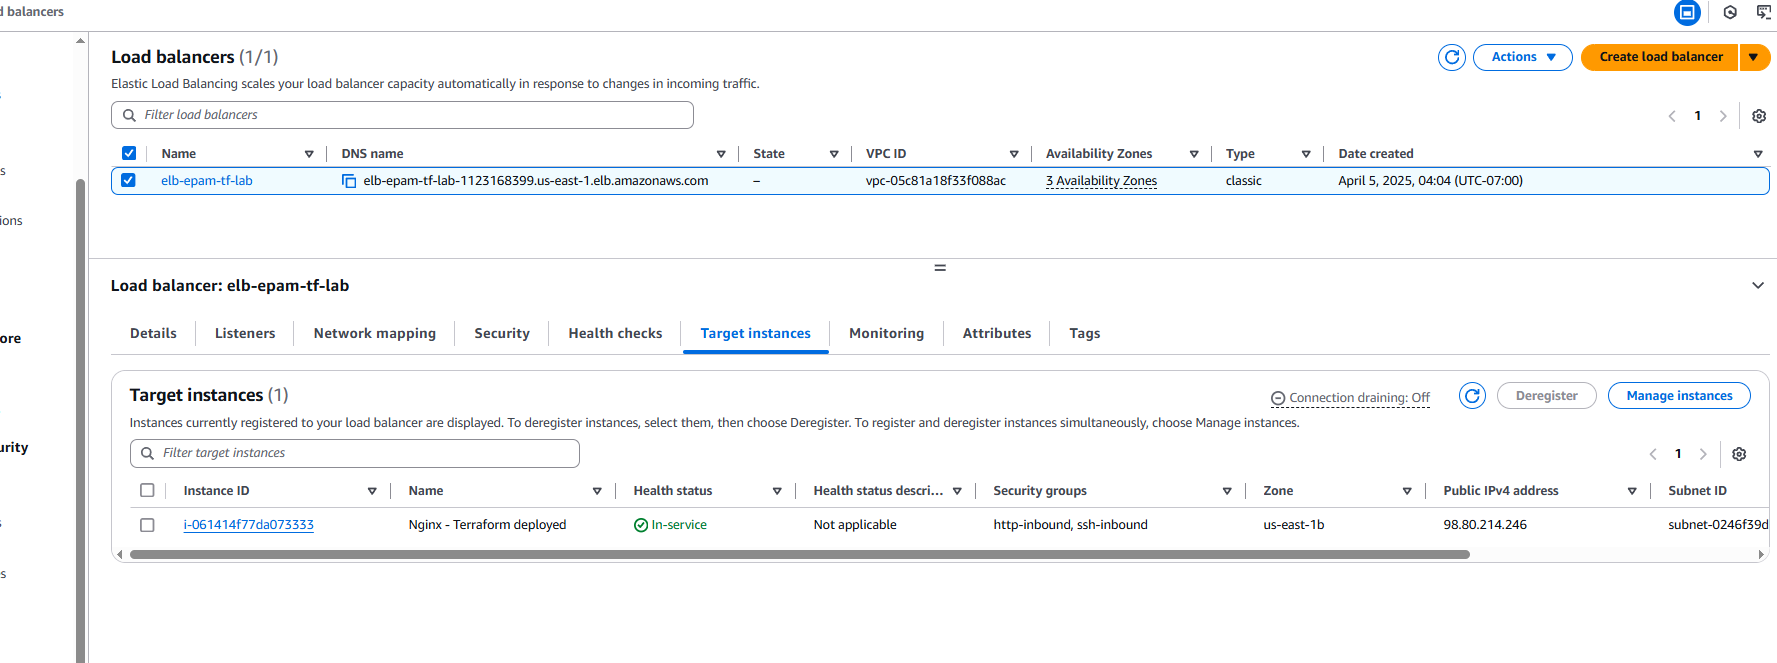 d balancers
Load balancers (1/1)
Actions
Create load balancer
Elastic Load Balancing scales your load balancer capacity automatically in response to changes in incoming traffic.
Filter load balancers
1
Name DNS name State VPC ID Availability Zones Type Date created
elb-epam-tf-lab elb-epam-tf-lab-1123168399.us-east-1.elb.amazonaws.com – vpc-05c81a18f33f088ac 3 Availability Zones classic April 5, 2025, 04:04 (UTC-07:00)
s
ions
ore
urity
s
Load balancer: elb-epam-tf-lab
Details Listeners Network mapping Security Health checks Target instances Monitoring Attributes Tags
Target instances (1)
Connection draining: Off
Deregister
Manage instances
Instances currently registered to your load balancer are displayed. To deregister instances, select them, then choose Deregister. To register and deregister instances simultaneously, choose Manage instances.
Filter target instances
1
Instance ID Name Health status Health status descri... Security groups Zone Public IPv4 address Subnet ID
i-061414f77da073333 Nginx - Terraform deployed In-service Not applicable http-inbound, ssh-inbound us-east-1b 98.80.214.246 subnet-0246f39d